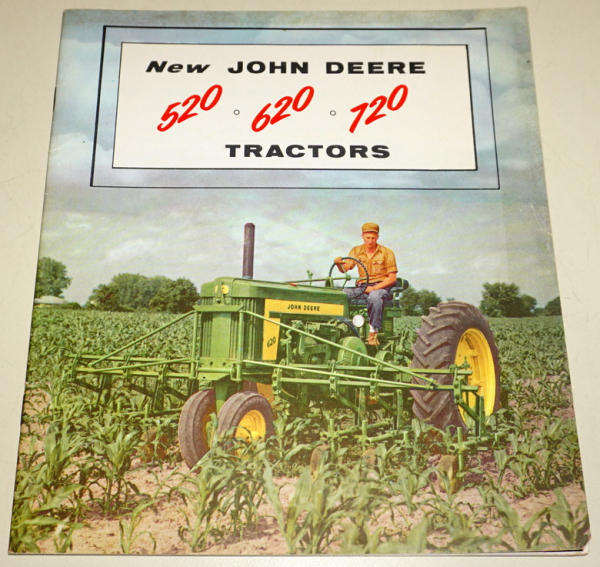 New JOHN DEERE
520 ∘ 620 ∘ 720
TRACTORS
JOHN DEERE
620